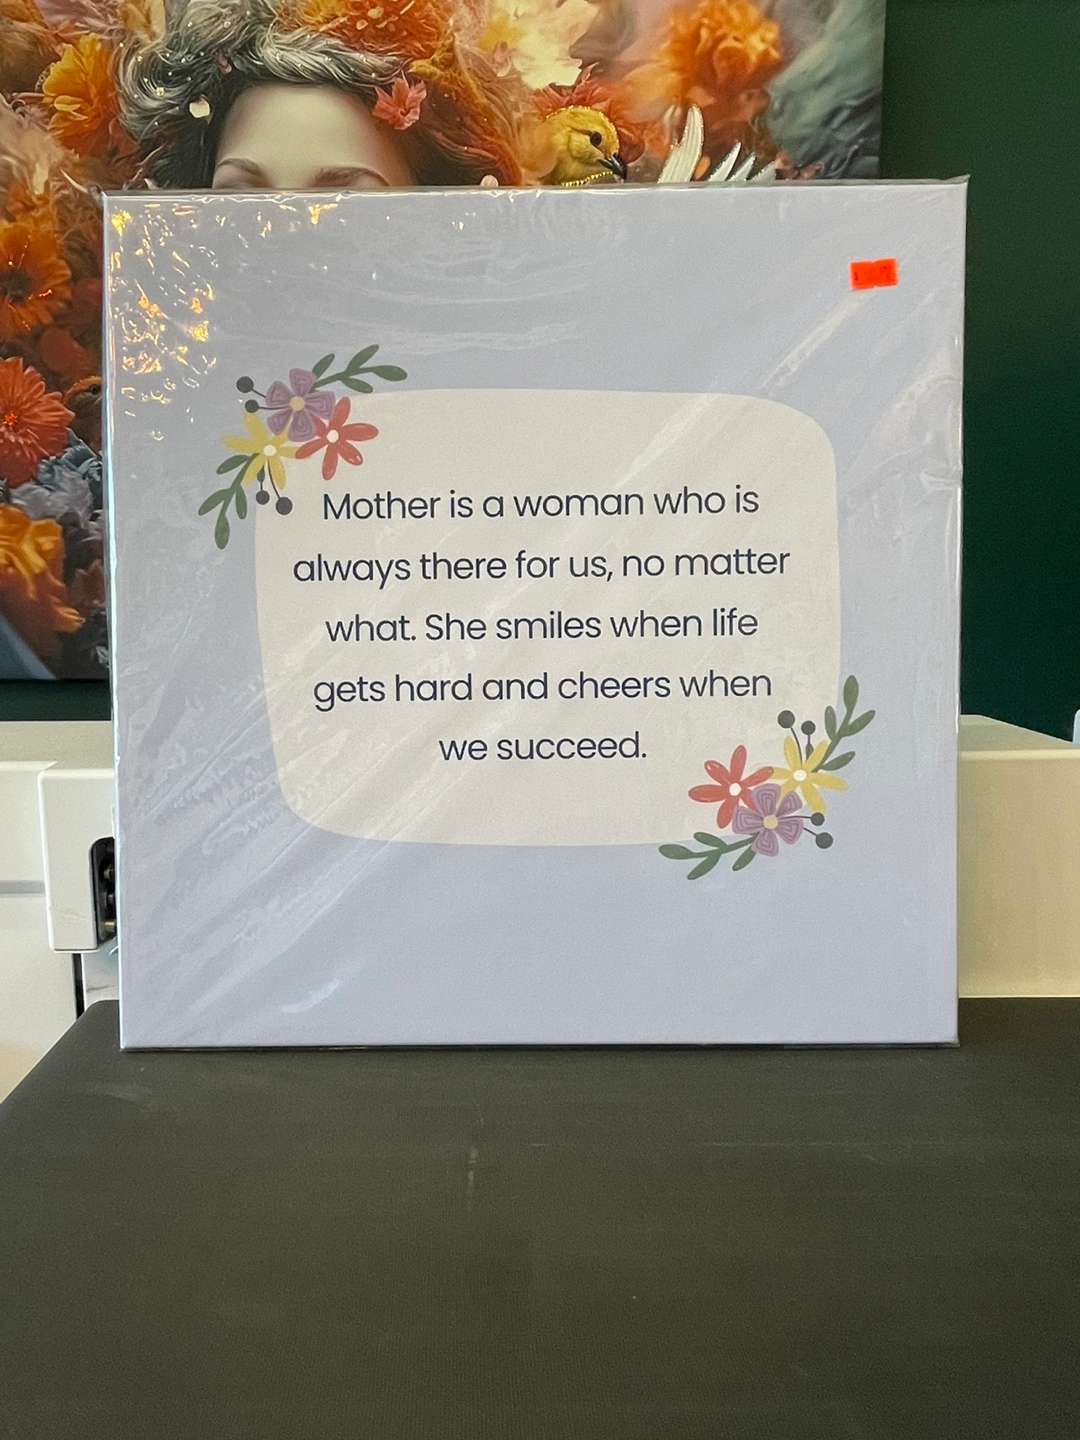 Mother is a woman who is
always there for us, no matter
what. She smiles when life
gets hard and cheers when
we succeed.